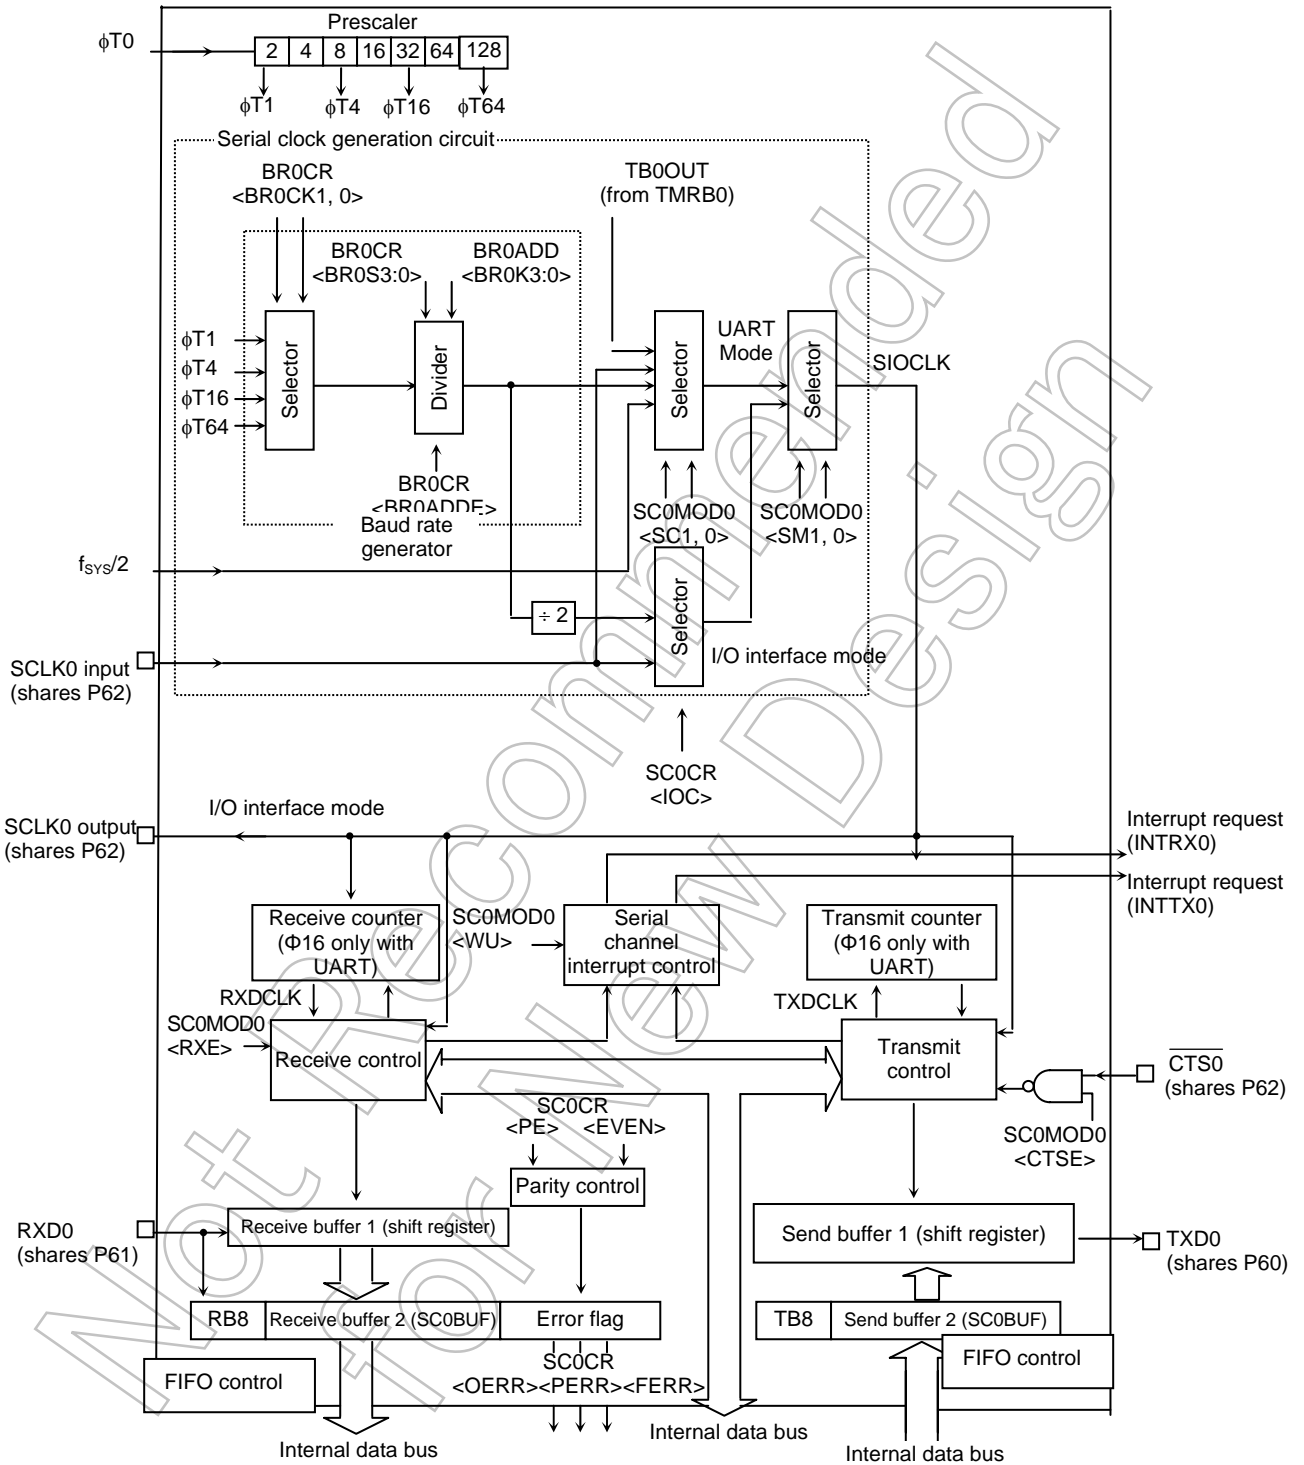 Prescaler
ϕT0
2 4 8 16 32 64 128
ϕT1 ϕT4 ϕT16 ϕT64
Serial clock generation circuit
BR0CR
<BR0CK1, 0>
TB0OUT
(from TMRB0)
BR0CR
<BR0S3:0>
BR0ADD
<BR0K3:0>
ϕT1
ϕT4
ϕT16
ϕT64
Selector
Divider
Selector
UART
Mode
Selector
SIOCLK
BR0CR
<BR0ADDE>
Baud rate
generator
SC0MOD0
<SC1, 0>
SC0MOD0
<SM1, 0>
fSYS/2
÷ 2
Selector
I/O interface mode
SCLK0 input
(shares P62)
SC0CR
<IOC>
I/O interface mode
SCLK0 output
(shares P62)
Interrupt request
(INTRX0)
Interrupt request
(INTTX0)
Receive counter
(Φ16 only with
UART)
SC0MOD0
<WU>
Serial
channel
interrupt control
Transmit counter
(Φ16 only with
UART)
RXDCLK
TXDCLK
SC0MOD0
<RXE>
Receive control
Transmit
control
CTS0
(shares P62)
SC0MOD0
<CTSE>
SC0CR
<PE> <EVEN>
Parity control
RXD0
(shares P61)
Receive buffer 1 (shift register)
Send buffer 1 (shift register)
TXD0
(shares P60)
RB8
Receive buffer 2 (SC0BUF)
Error flag
TB8
Send buffer 2 (SC0BUF)
FIFO control
SC0CR
<OERR><PERR><FERR>
FIFO control
Internal data bus
Internal data bus
Internal data bus
Not Recommended
for New Design